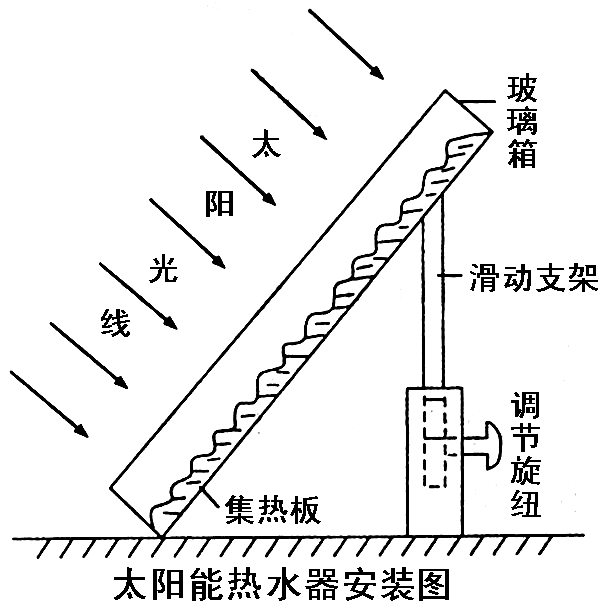 太阳光线
玻璃箱
滑动支架
调节旋纽
集热板
太阳能热水器安装图